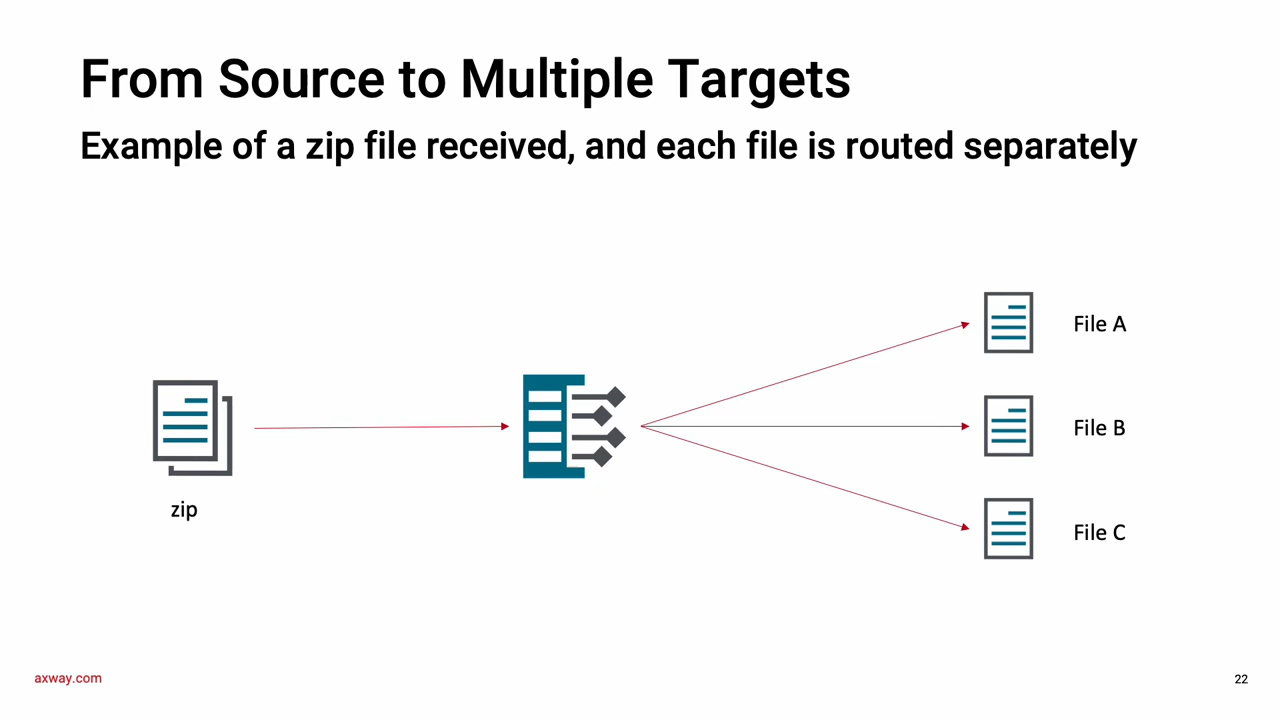 From Source to Multiple Targets
Example of a zip file received, and each file is routed separately
File A
File B
zip
File C
axway.com
22